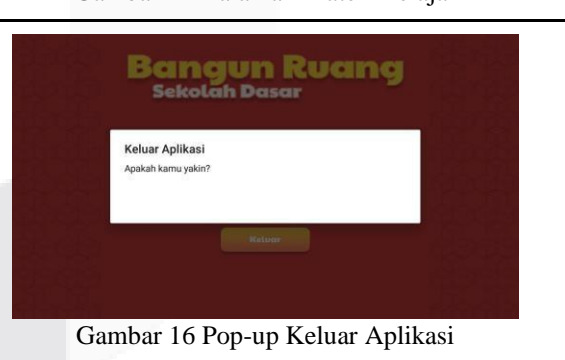 Bangun Ruang
Sekolah Dasar
Keluar Aplikasi
Apakah kamu yakin?
Keluar
Gambar 16 Pop-up Keluar Aplikasi